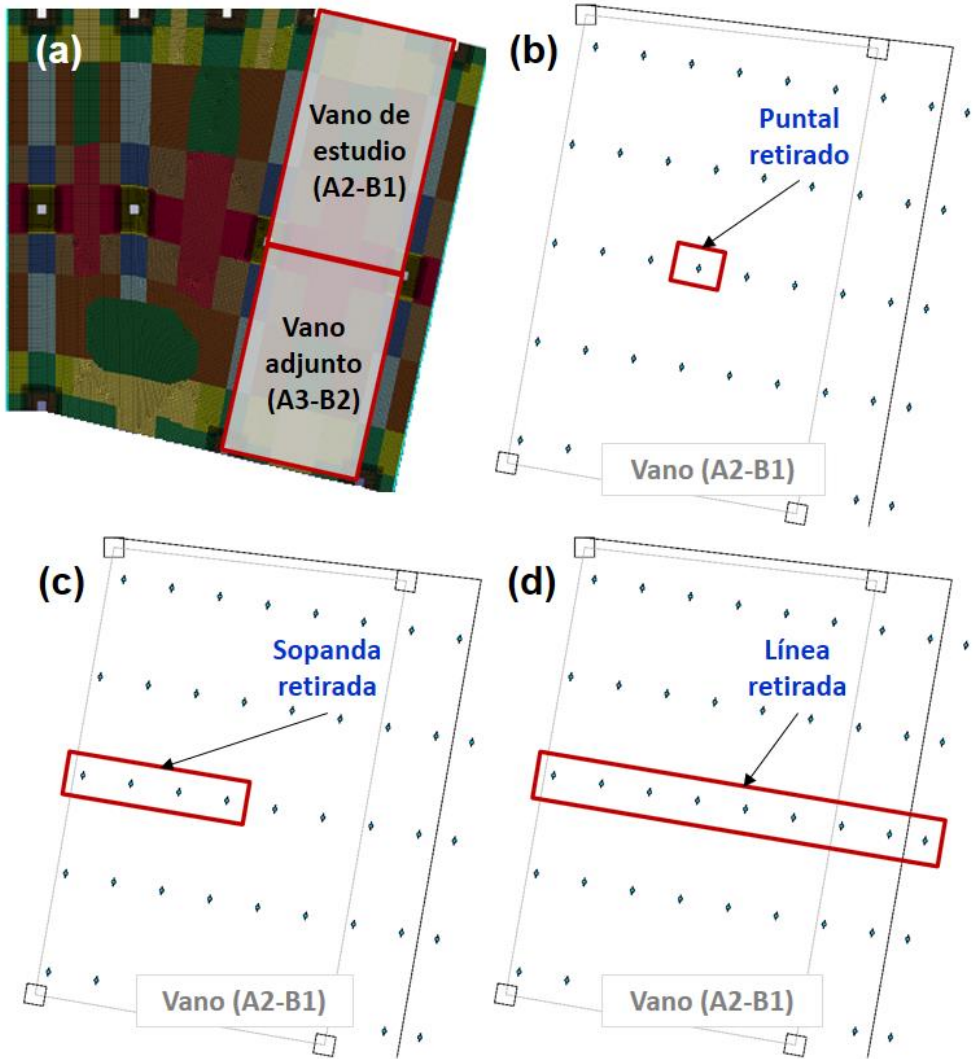 (a)
Vano de
estudio
(A2-B1)
Vano
adjunto
(A3-B2)
(b)
Puntal
retirado
Vano (A2-B1)
(c)
Sopanda
retirada
Vano (A2-B1)
(d)
Línea
retirada
Vano (A2-B1)